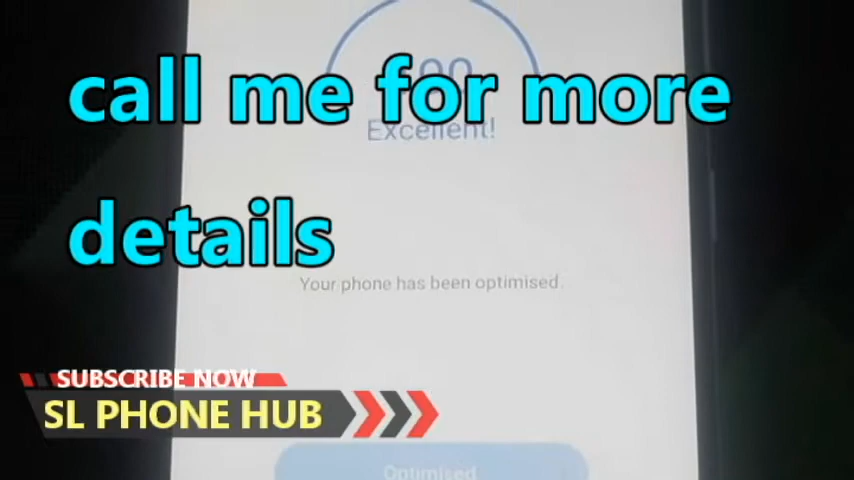 call me for more
Excellent!
details
Your phone has been optimised.
SUBSCRIBE NOW
SL PHONE HUB
Optimised